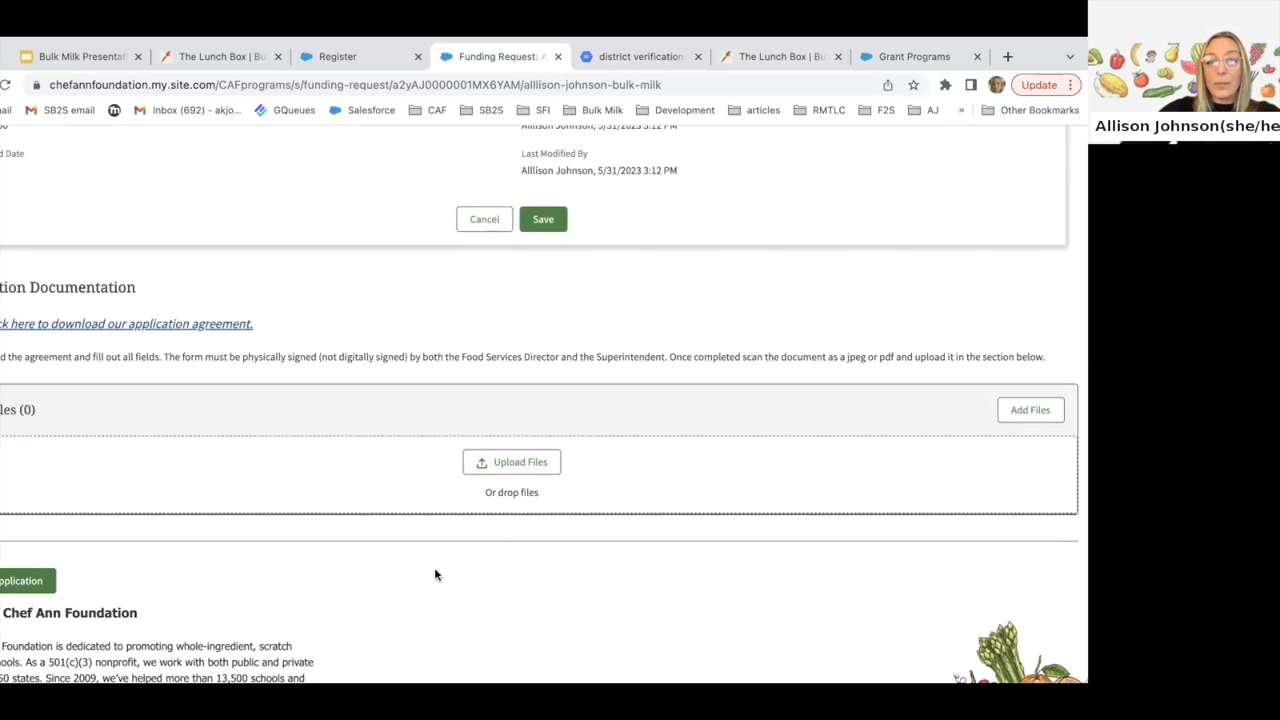 Bulk Milk Presentat
The Lunch Box | Bu
Register
Funding Request: A
district verification
The Lunch Box | Bu
Grant Programs
chefannfoundation.my.site.com/CAFprograms/s/funding-request/a2yAJ0000001MX6YAM/alllison-johnson-bulk-milk
Update
ail
SB2S email
Inbox (692) - akjo...
GQueues
Salesforce
CAF
SB2S
SFI
Bulk Milk
Development
articles
RMTLC
F2S
AJ
»
Other Bookmarks
Allison Johnson(she/he
Alllison Johnson, 5/31/2023 3:12 PM
d Date
Last Modified By
Alllison Johnson, 5/31/2023 3:12 PM
Cancel
Save
tion Documentation
ck here to download our application agreement.
d the agreement and fill out all fields. The form must be physically signed (not digitally signed) by both the Food Services Director and the Superintendent. Once completed scan the document as a jpeg or pdf and upload it in the section below.
les (0)
Add Files
Upload Files
Or drop files
pplication
Chef Ann Foundation
Foundation is dedicated to promoting whole-ingredient, scratch
ools. As a 501(c)(3) nonprofit, we work with both public and private
50 states. Since 2009, we've helped more than 13,500 schools and